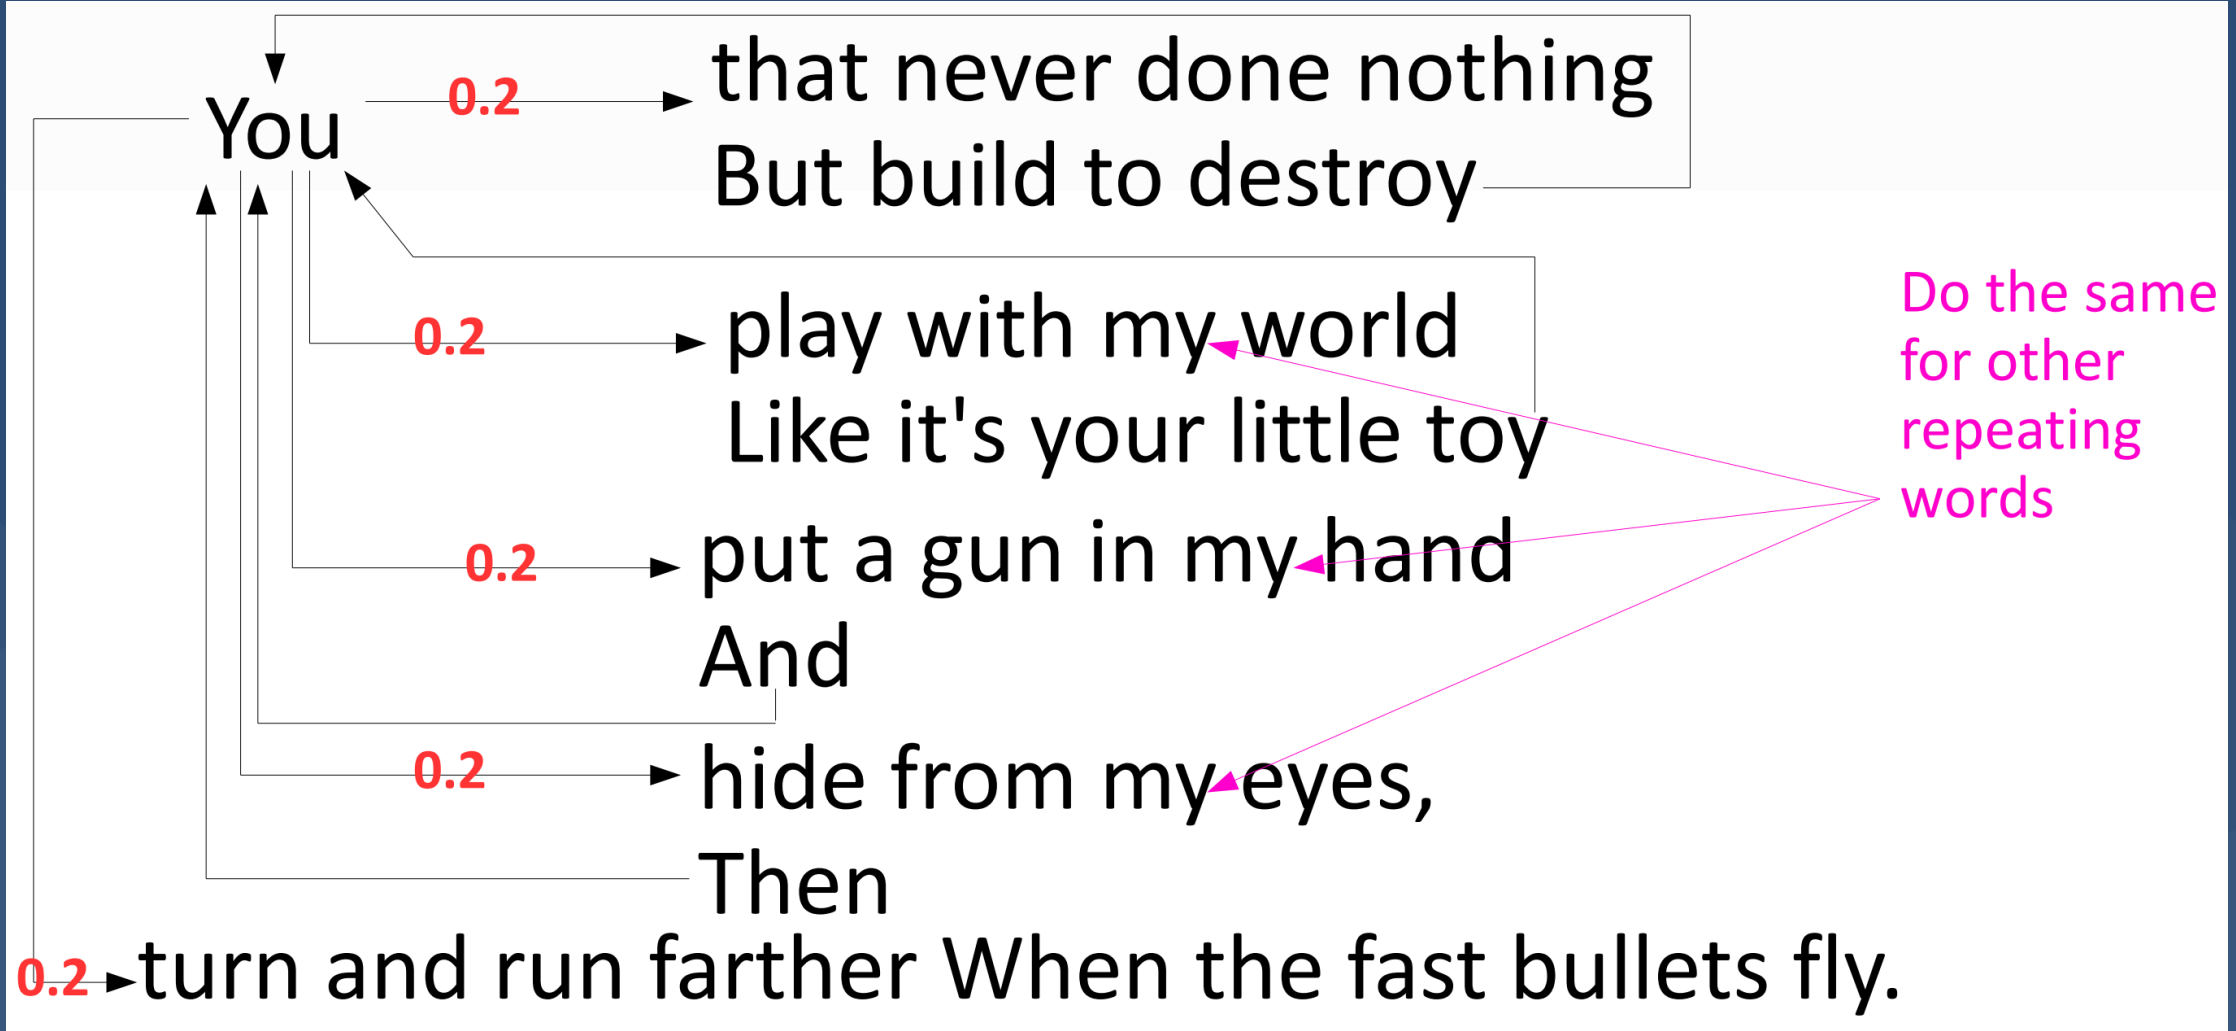 You
0.2
that never done nothing
But build to destroy
0.2
play with my world
Like it's your little toy
0.2
put a gun in my hand
And
0.2
hide from my eyes,
Then
0.2
turn and run farther When the fast bullets fly.
Do the same
for other
repeating
words